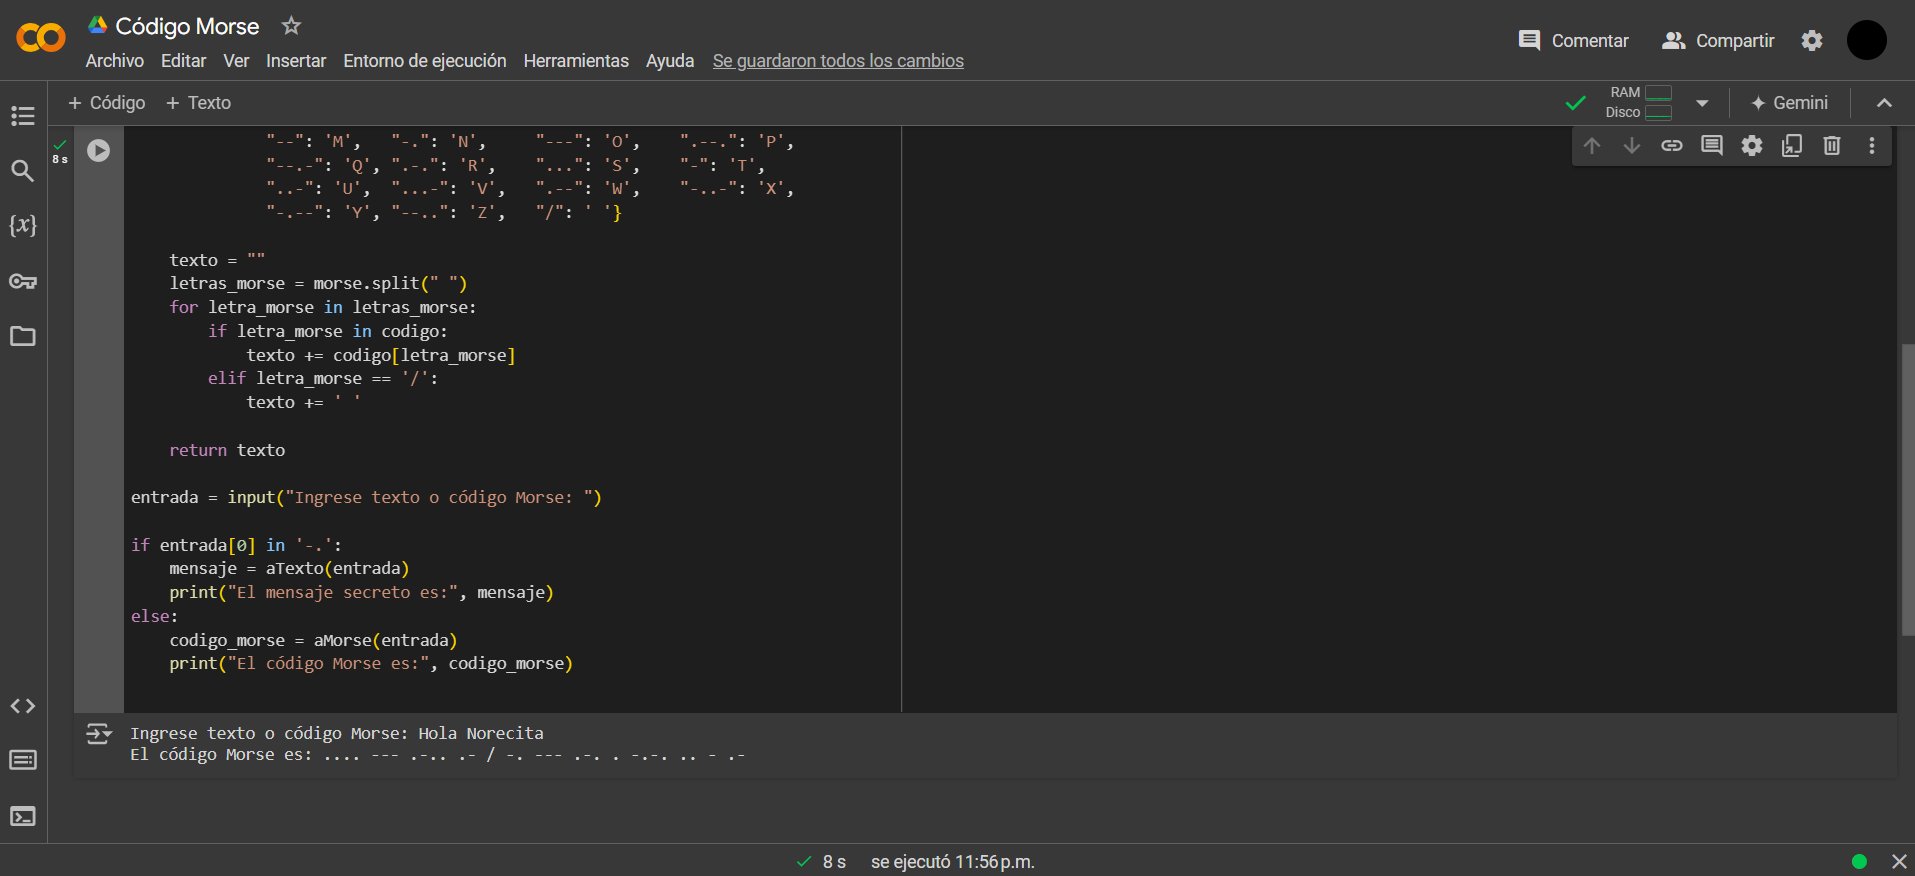 Código Morse
Comentar
Compartir
Archivo Editar Ver Insertar Entorno de ejecución Herramientas Ayuda Se guardaron todos los cambios
+ Código + Texto
RAM
Disco
Gemini
8 s
"--": 'M', "-.": 'N', "---": 'O', ".--.": 'P',
"--.-": 'Q', ".-.": 'R', "...": 'S', "-": 'T',
"..-": 'U', "...-": 'V', ".--": 'W', "-..-": 'X',
"-.--": 'Y', "--..": 'Z', "/": ' '}
texto = ""
letras_morse = morse.split(" ")
for letra_morse in letras_morse:
if letra_morse in codigo:
texto += codigo[letra_morse]
elif letra_morse == '/':
texto += ' '
return texto
entrada = input("Ingrese texto o código Morse: ")
if entrada[0] in '-.':
mensaje = aTexto(entrada)
print("El mensaje secreto es:", mensaje)
else:
codigo_morse = aMorse(entrada)
print("El código Morse es:", codigo_morse)
Ingrese texto o código Morse: Hola Norecita
El código Morse es: .... --- .-.. .- / -. --- .-. . -.-. .. - .-
{x}
8 s se ejecutó 11:56 p.m.